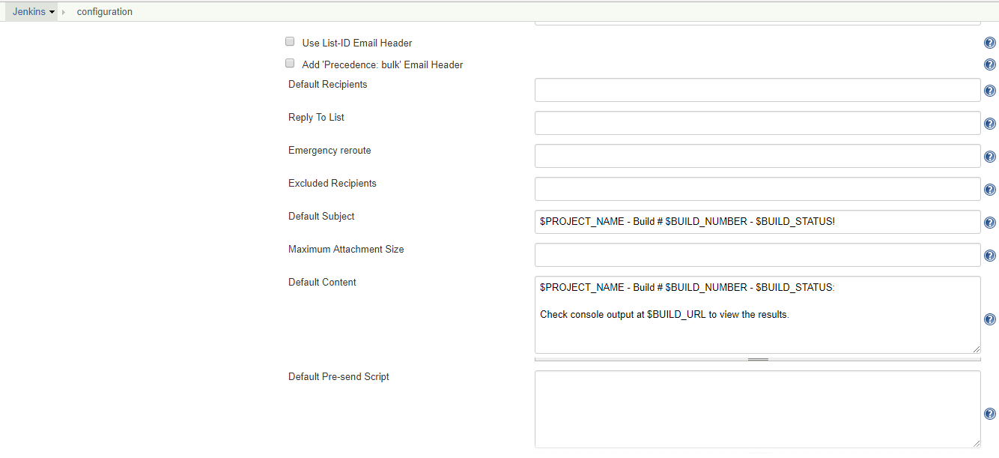 Jenkins configuration
Use List-ID Email Header
Add 'Precedence: bulk' Email Header
Default Recipients
Reply To List
Emergency reroute
Excluded Recipients
Default Subject
$PROJECT_NAME - Build # $BUILD_NUMBER - $BUILD_STATUS!
Maximum Attachment Size
Default Content
$PROJECT_NAME - Build # $BUILD_NUMBER - $BUILD_STATUS:
Check console output at $BUILD_URL to view the results.
Default Pre-send Script